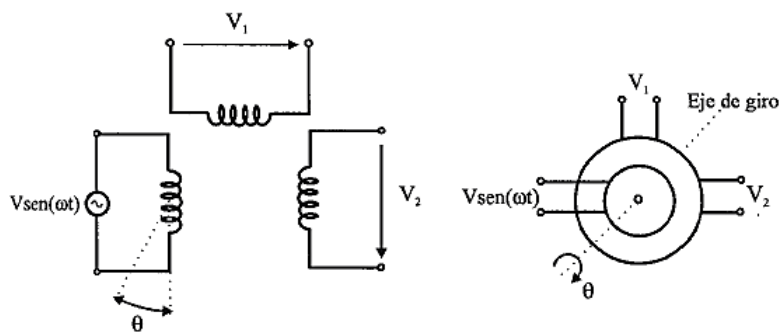 V₁
Vsen(ωt)
V₂
θ
V₁
Eje de giro
Vsen(ωt)
V₂
θ